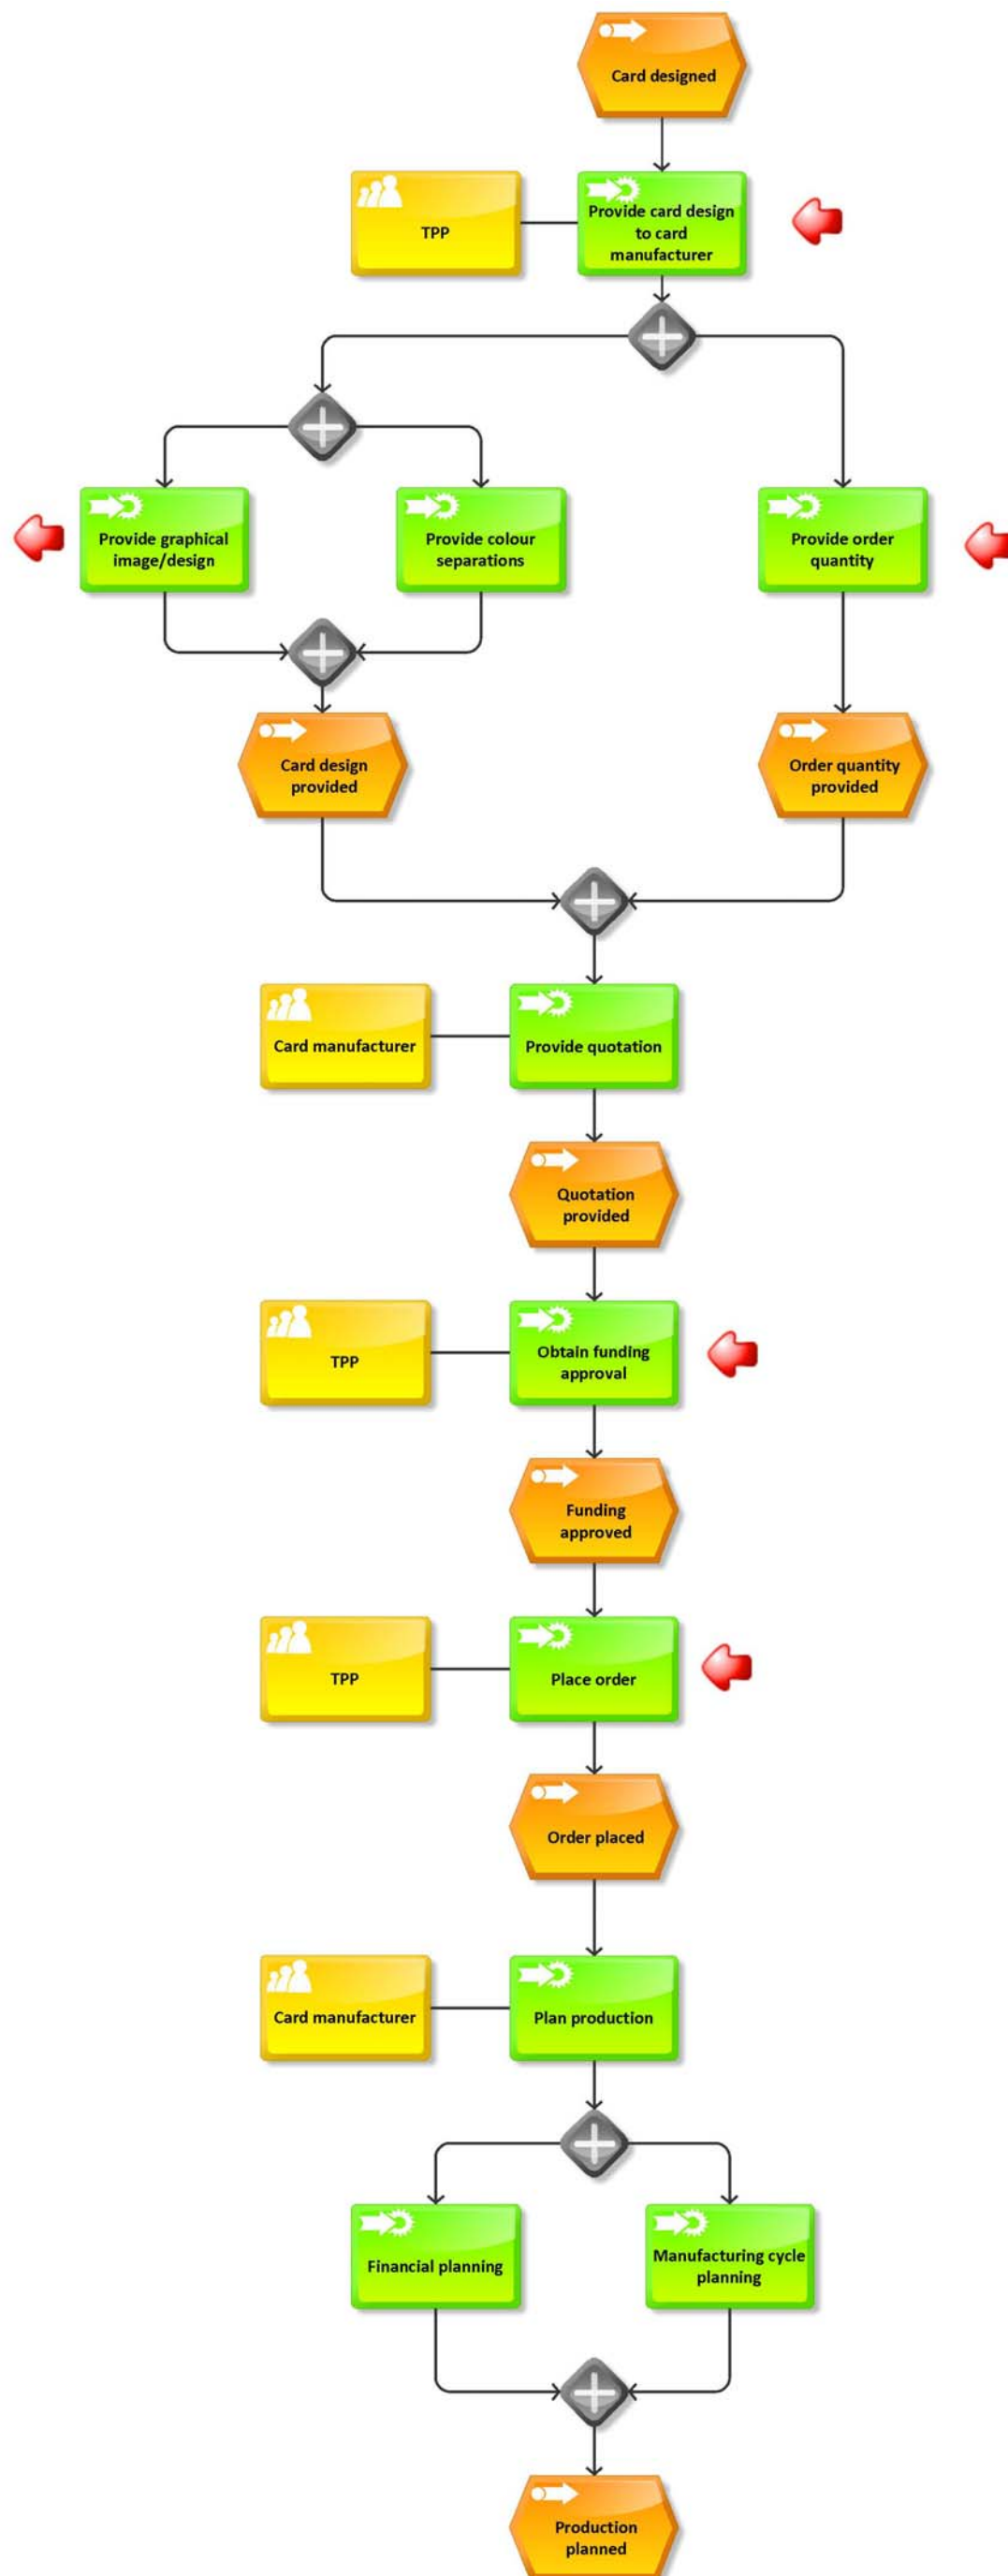 Card designed
TPP
Provide card design
to card
manufacturer
Provide graphical
image/design
Provide colour
separations
Provide order
quantity
Card design
provided
Order quantity
provided
Card manufacturer
Provide quotation
Quotation
provided
TPP
Obtain funding
approval
Funding
approved
TPP
Place order
Order placed
Card manufacturer
Plan production
Financial planning
Manufacturing cycle
planning
Production
planned